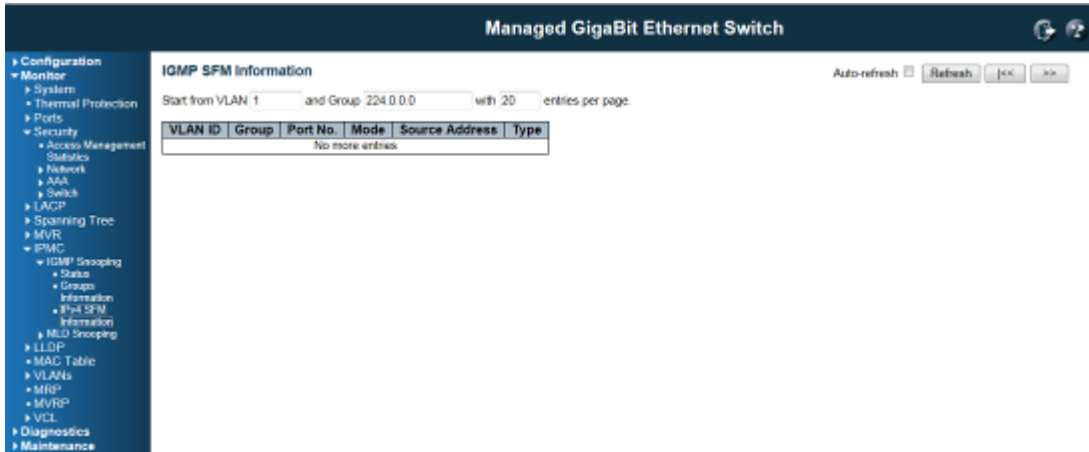 Managed GigaBit Ethernet Switch
Configuration
Monitor
System
Thermal Protection
Ports
Security
Access Management
Statistics
Network
AAA
Switch
LACP
Spanning Tree
MVR
IPMC
IGMP Snooping
Status
Groups
Information
IPv4 SFM
Information
MLD Snooping
LLDP
MAC Table
VLANs
MRP
MVRP
VCL
Diagnostics
Maintenance
IGMP SFM Information
Auto-refresh Refresh |<< >>
Start from VLAN 1 and Group 224.0.0.0 with 20 entries per page.
VLAN ID Group Port No. Mode Source Address Type
No more entries